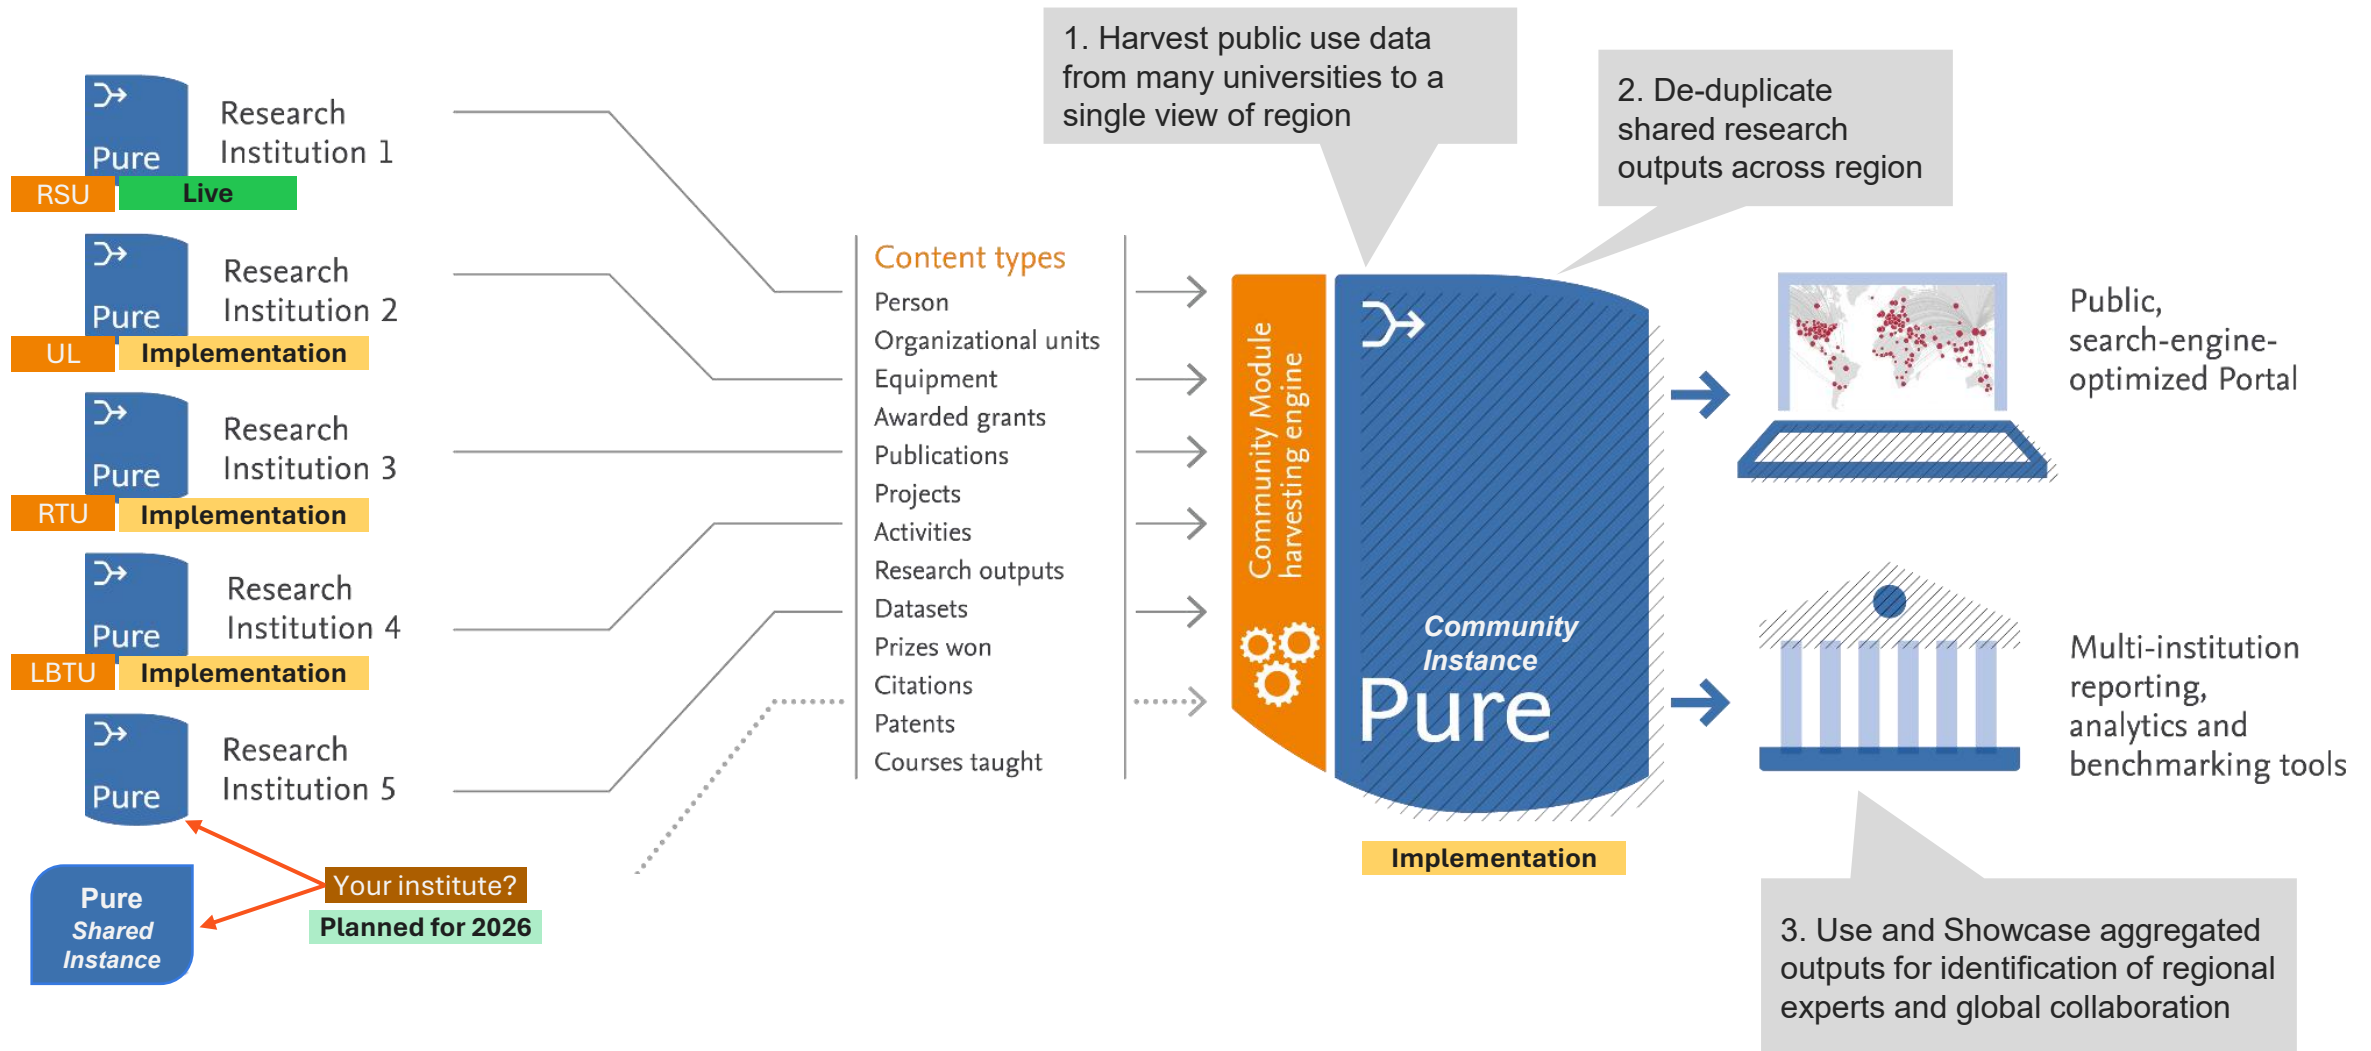 1. Harvest public use data
from many universities to a
single view of region
2. De-duplicate
shared research
outputs across region
Pure
Research
Institution 1
RSU
Live
Pure
Research
Institution 2
UL
Implementation
Pure
Research
Institution 3
RTU
Implementation
Pure
Research
Institution 4
LBTU
Implementation
Pure
Research
Institution 5
Your institute?
Planned for 2026
Pure
Shared
Instance
Content types
Person
Organizational units
Equipment
Awarded grants
Publications
Projects
Activities
Research outputs
Datasets
Prizes won
Citations
Patents
Courses taught
Community Module
harvesting engine
Community
Instance
Pure
Implementation
Public,
search-engine-
optimized Portal
Multi-institution
reporting,
analytics and
benchmarking tools
3. Use and Showcase aggregated
outputs for identification of regional
experts and global collaboration